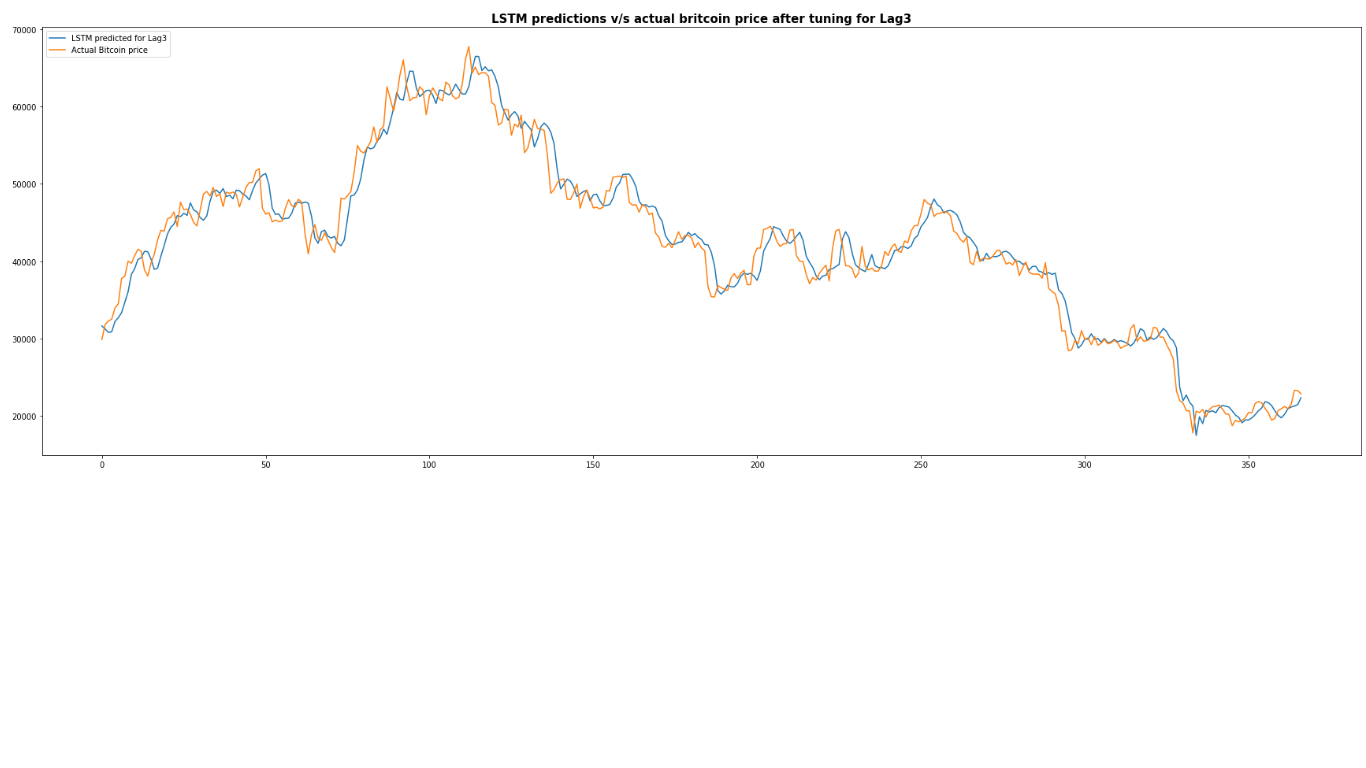 LSTM predictions v/s actual britcoin price after tuning for Lag3
70000
LSTM predicted for Lag3
Actual Bitcoin price
60000
50000
40000
30000
20000
0 50 100 150 200 250 300 350